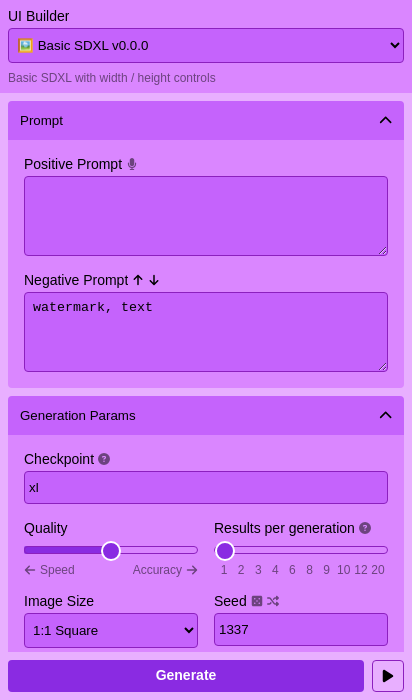 UI Builder
🖼️ Basic SDXL v0.0.0
Basic SDXL with width / height controls
Prompt
Positive Prompt
Negative Prompt ↑ ↓
watermark, text
Generation Params
Checkpoint ?
xl
Quality
← Speed Accuracy →
Results per generation ?
1 2 3 4 6 8 9 10 12 20
Image Size
1:1 Square
Seed
1337
Generate